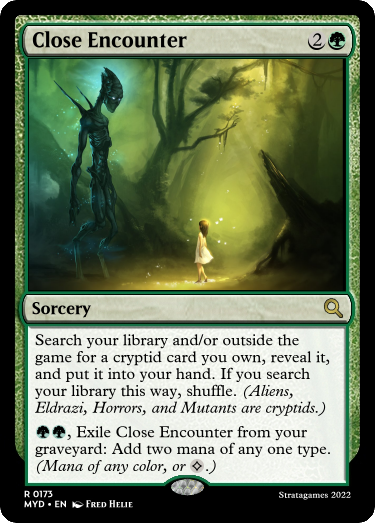 Close Encounter 2
Sorcery
Search your library and/or outside the
game for a cryptid card you own, reveal it,
and put it into your hand. If you search
your library this way, shuffle. (Aliens,
Eldrazi, Horrors, and Mutants are cryptids.)
, Exile Close Encounter from your
graveyard: Add two mana of any one type.
(Mana of any color, or .)
R 0173
MYD • EN Fred Helie
Stratagames 2022